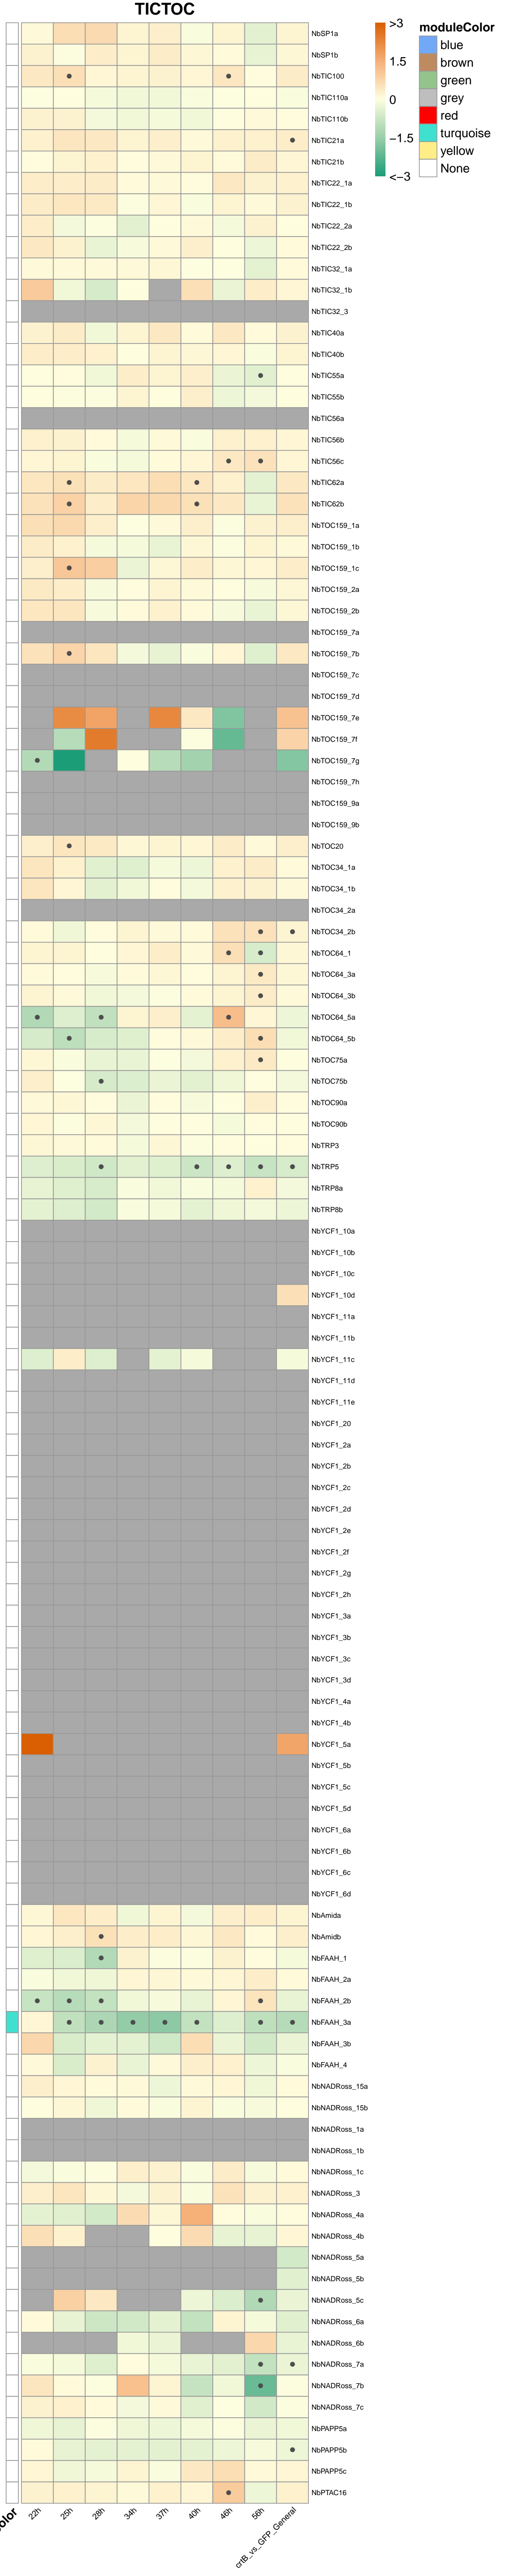 TICTOC
>3
1.5
0
−1.5
<−3
moduleColor
blue
brown
green
grey
red
turquoise
yellow
None
NbSP1a
NbSP1b
NbTIC100
NbTIC110a
NbTIC110b
NbTIC21a
NbTIC21b
NbTIC22_1a
NbTIC22_1b
NbTIC22_2a
NbTIC22_2b
NbTIC32_1a
NbTIC32_1b
NbTIC32_3
NbTIC40a
NbTIC40b
NbTIC55a
NbTIC55b
NbTIC56a
NbTIC56b
NbTIC56c
NbTIC62a
NbTIC62b
NbTOC159_1a
NbTOC159_1b
NbTOC159_1c
NbTOC159_2a
NbTOC159_2b
NbTOC159_7a
NbTOC159_7b
NbTOC159_7c
NbTOC159_7d
NbTOC159_7e
NbTOC159_7f
NbTOC159_7g
NbTOC159_7h
NbTOC159_9a
NbTOC159_9b
NbTOC20
NbTOC34_1a
NbTOC34_1b
NbTOC34_2a
NbTOC34_2b
NbTOC64_1
NbTOC64_3a
NbTOC64_3b
NbTOC64_5a
NbTOC64_5b
NbTOC75a
NbTOC75b
NbTOC90a
NbTOC90b
NbTRP3
NbTRP5
NbTRP8a
NbTRP8b
NbYCF1_10a
NbYCF1_10b
NbYCF1_10c
NbYCF1_10d
NbYCF1_11a
NbYCF1_11b
NbYCF1_11c
NbYCF1_11d
NbYCF1_11e
NbYCF1_20
NbYCF1_2a
NbYCF1_2b
NbYCF1_2c
NbYCF1_2d
NbYCF1_2e
NbYCF1_2f
NbYCF1_2g
NbYCF1_2h
NbYCF1_3a
NbYCF1_3b
NbYCF1_3c
NbYCF1_3d
NbYCF1_4a
NbYCF1_4b
NbYCF1_5a
NbYCF1_5b
NbYCF1_5c
NbYCF1_5d
NbYCF1_6a
NbYCF1_6b
NbYCF1_6c
NbYCF1_6d
NbAmida
NbAmidb
NbFAAH_1
NbFAAH_2a
NbFAAH_2b
NbFAAH_3a
NbFAAH_3b
NbFAAH_4
NbNADRoss_15a
NbNADRoss_15b
NbNADRoss_1a
NbNADRoss_1b
NbNADRoss_1c
NbNADRoss_3
NbNADRoss_4a
NbNADRoss_4b
NbNADRoss_5a
NbNADRoss_5b
NbNADRoss_5c
NbNADRoss_6a
NbNADRoss_6b
NbNADRoss_7a
NbNADRoss_7b
NbNADRoss_7c
NbPAPP5a
NbPAPP5b
NbPAPP5c
NbPTAC16
olor
22h
25h
28h
34h
37h
40h
46h
56h
crtB_vs_GFP_General